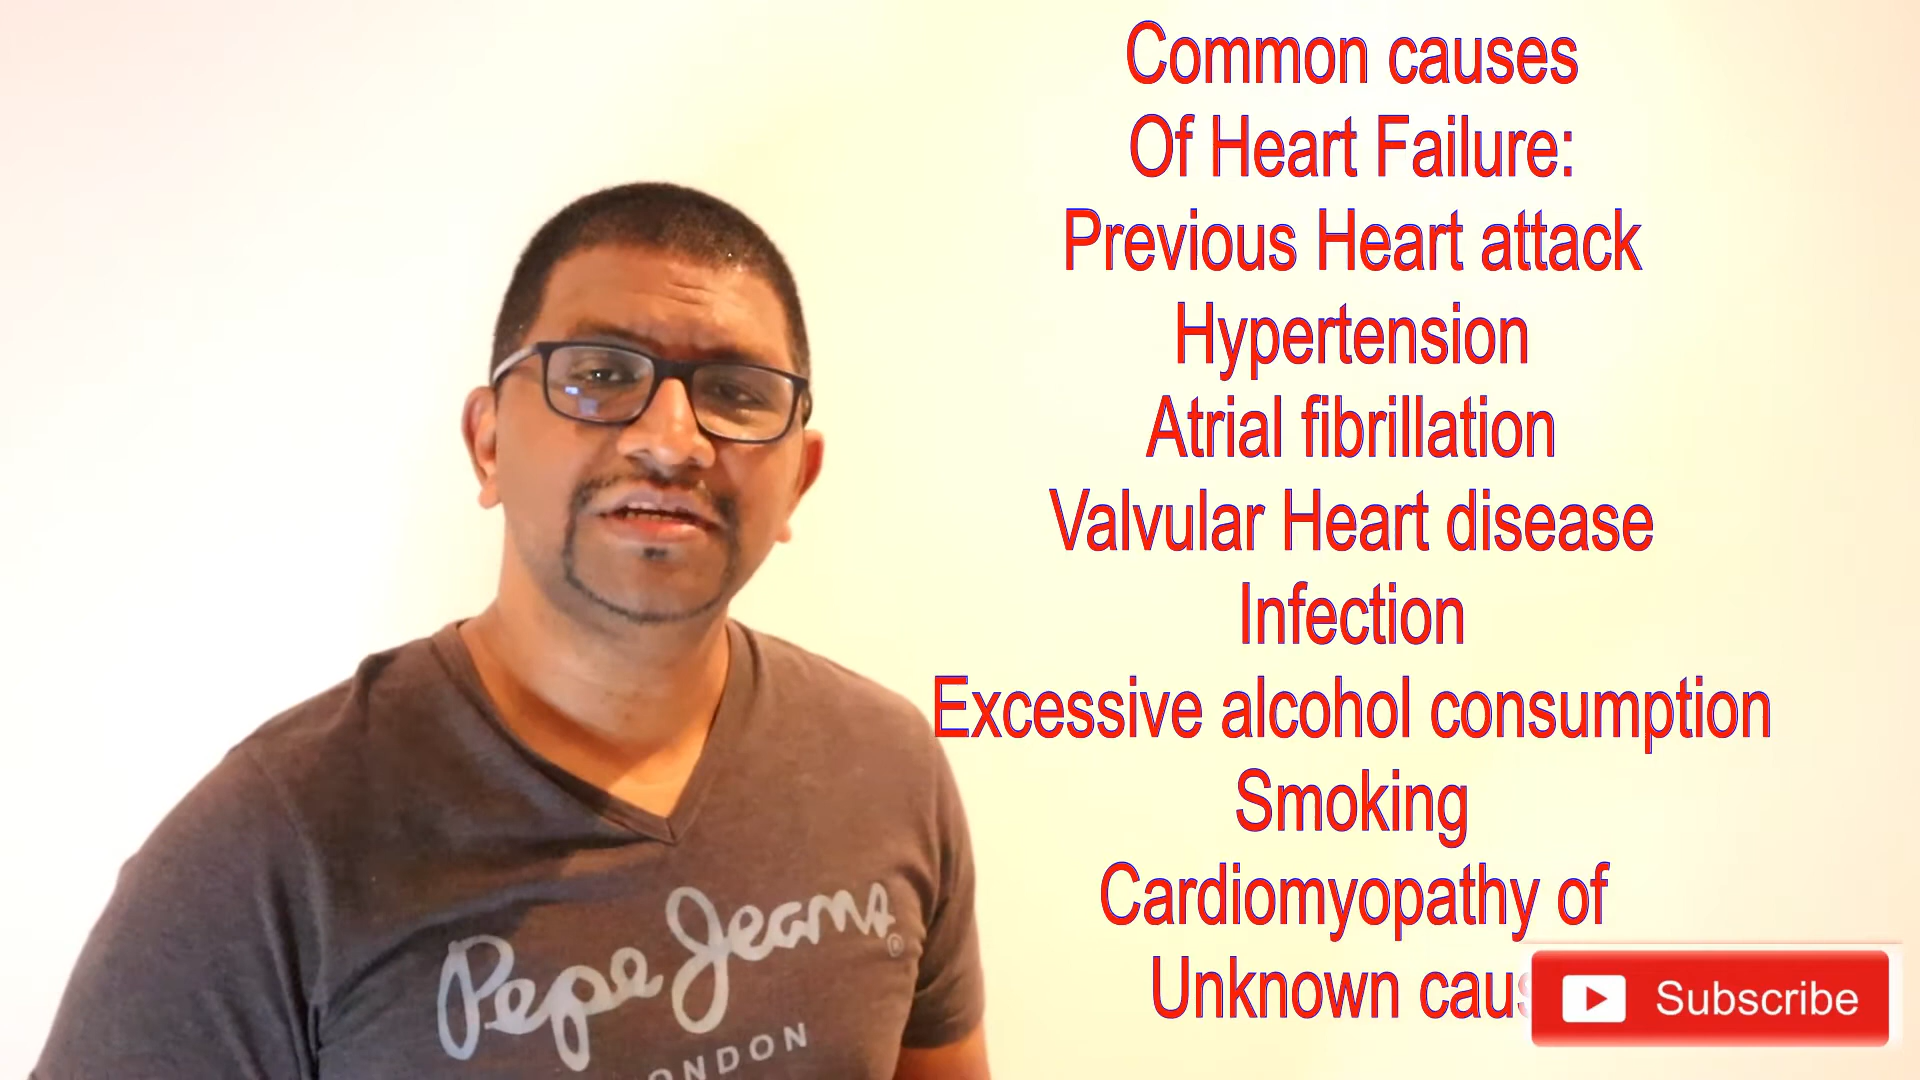 Common causes
Of Heart Failure:
Previous Heart attack
Hypertension
Atrial fibrillation
Valvular Heart disease
Infection
Excessive alcohol consumption
Smoking
Cardiomyopathy of
Unknown
Subscribe
Pepe Jeans